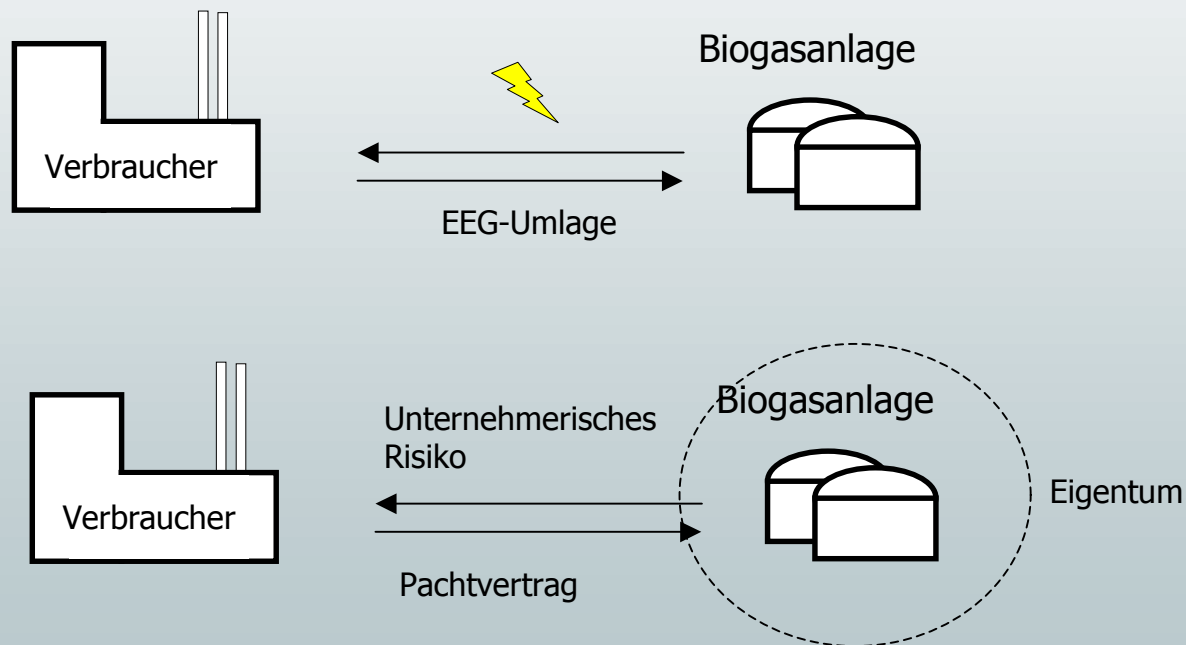 Biogasanlage
Verbraucher
EEG-Umlage
Biogasanlage
Unternehmerisches
Risiko
Eigentum
Verbraucher
Pachtvertrag